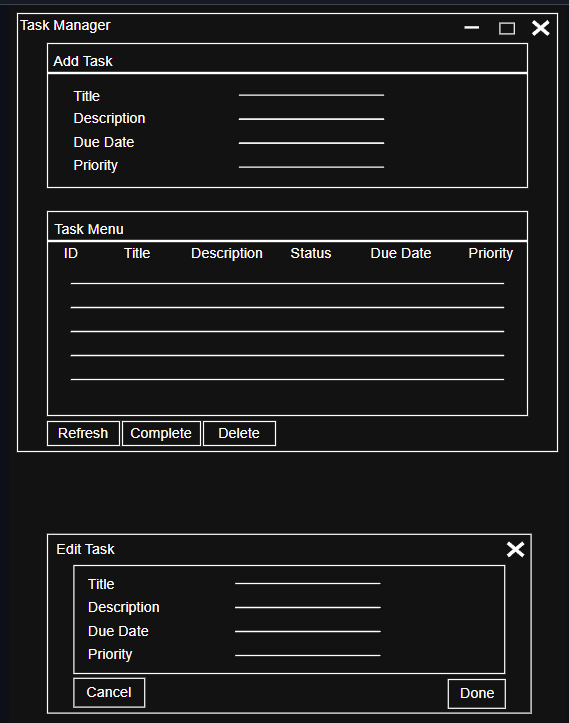 Task Manager
Add Task
Title
Description
Due Date
Priority
Task Menu
ID Title Description Status Due Date Priority
Refresh Complete Delete
Edit Task
Title
Description
Due Date
Priority
Cancel Done